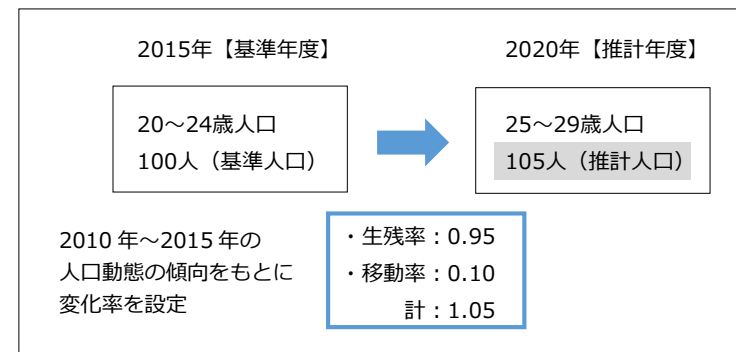 2015年【基準年度】
2020年【推計年度】
20～24歳人口
100人（基準人口）
25～29歳人口
105人（推計人口）
2010 年～2015 年の
人口動態の傾向をもとに
変化率を設定
・生残率：0.95
・移動率：0.10
計：1.05